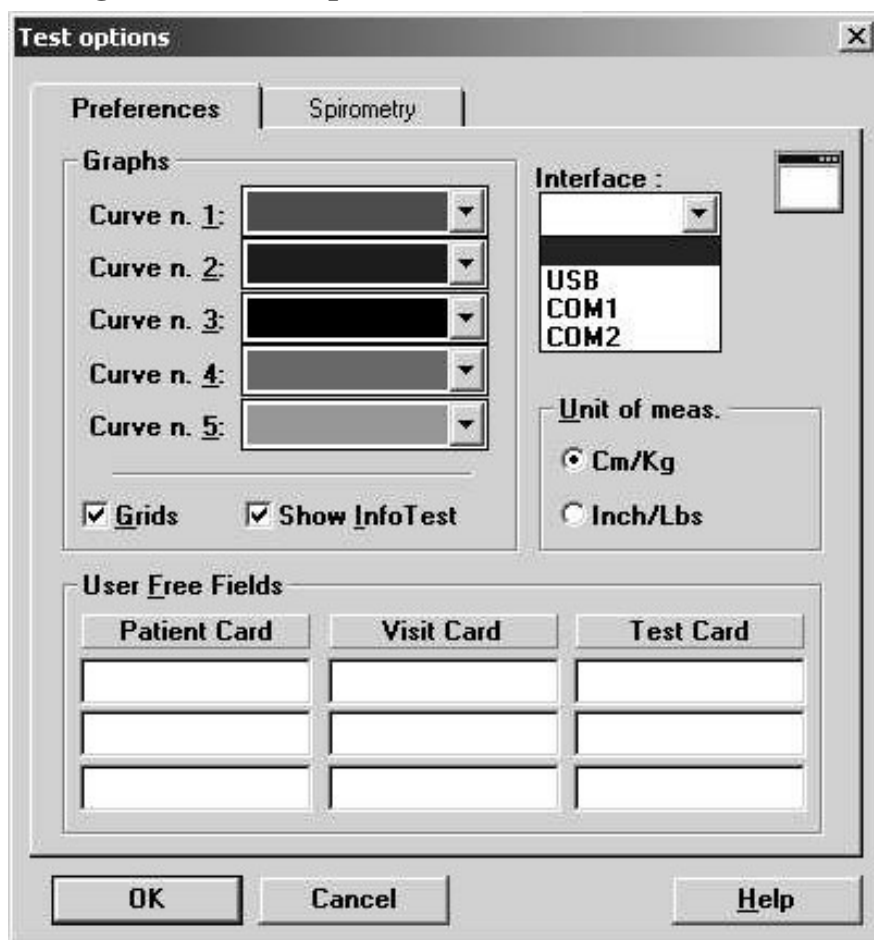 Test options
Preferences
Spirometry
Graphs
Curve n. 1:
Curve n. 2:
Curve n. 3:
Curve n. 4:
Curve n. 5:
Grids
Show InfoTest
Interface :
USB
COM1
COM2
Unit of meas.
Cm/Kg
Inch/Lbs
User Free Fields
Patient Card
Visit Card
Test Card
OK
Cancel
Help